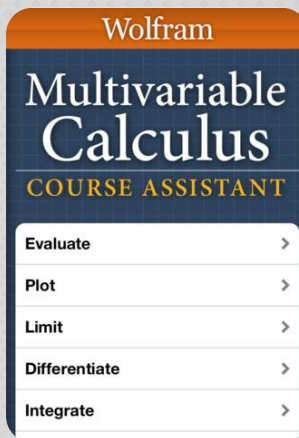 Wolfram
Multivariable
Calculus
COURSE ASSISTANT
Evaluate
Plot
Limit
Differentiate
Integrate